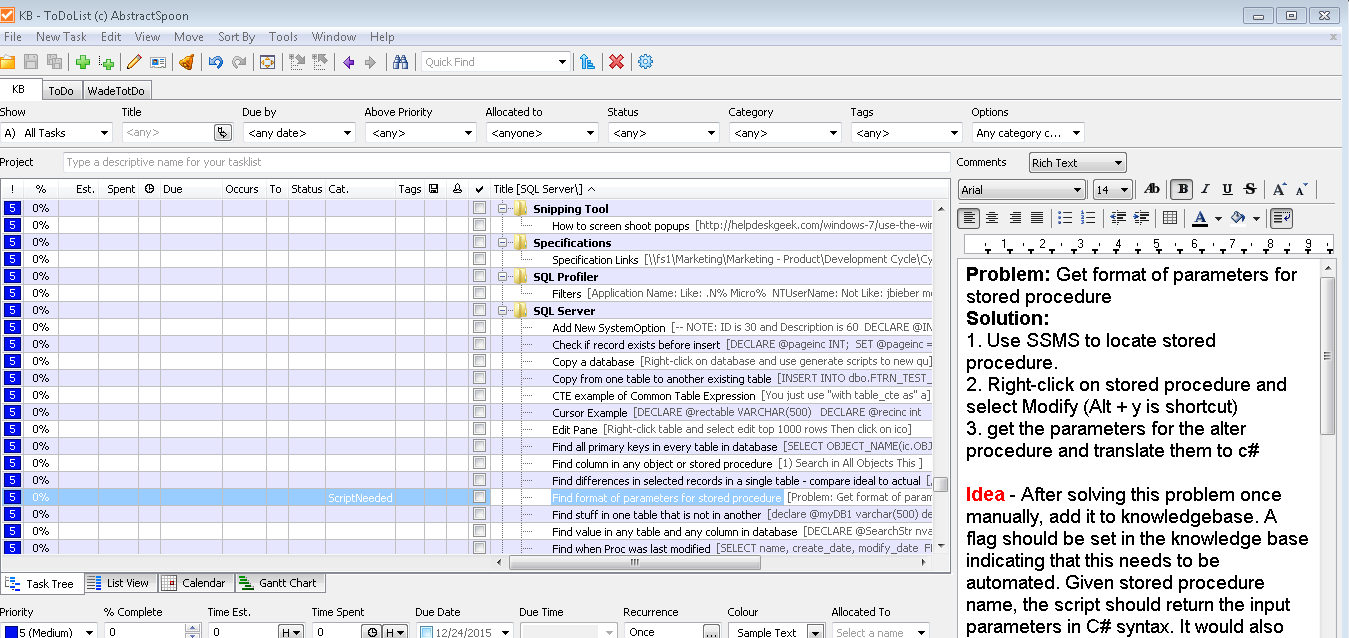 KB - ToDoList (c) AbstractSpoon
File New Task Edit View Move Sort By Tools Window Help
Quick Find
KB ToDo WadeTotDo
Show Title Due by Above Priority Allocated to Status Category Tags Options
A) All Tasks <any> <any date> <any> <anyone> <any> <any> <any> Any category c...
Project Type a descriptive name for your tasklist
Comments Rich Text
! % Est. Spent Due Occurs To Status Cat. Tags Title [SQL Server\]
Arial 14 Ab B I U S A A
5 0% Snipping Tool
5 0% How to screen shoot popups [http://helpdeskgeek.com/windows-7/use-the-wir
5 0% Specifications
5 0% Specification Links [\\fs1\Marketing\Marketing - Product\Development Cycle\Cy
5 0% SQL Profiler
5 0% Filters [Application Name: Like: .N% Micro% NTUserName: Not Like: jbieber mo
5 0% SQL Server
5 0% Add New SystemOption [-- NOTE: ID is 30 and Description is 60 DECLARE @IN
5 0% Check if record exists before insert [DECLARE @pageinc INT; SET @pageinc =
5 0% Copy a database [Right-click on database and use generate scripts to new qu]
5 0% Copy from one table to another existing table [INSERT INTO dbo.FTRN_TEST_
5 0% CTE example of Common Table Expression [You just use "with table_cte as" a]
5 0% Cursor Example [DECLARE @rectable VARCHAR(500) DECLARE @recinc int
5 0% Edit Pane [Right-click table and select edit top 1000 rows Then click on ico]
5 0% Find all primary keys in every table in database [SELECT OBJECT_NAME(ic.OBJ
5 0% Find column in any object or stored procedure [1) Search in All Objects This ]
5 0% Find differences in selected records in a single table - compare ideal to actual [
5 0% ScriptNeeded Find format of parameters for stored procedure [Problem: Get format of param
5 0% Find stuff in one table that is not in another [declare @myDB1 varchar(500) de
5 0% Find value in any table and any column in database [DECLARE @SearchStr nva
5 0% Find when Proc was last modified [SELECT name, create_date, modify_date F
1 2 3 4 5 6 7 8 9
Problem: Get format of parameters for
stored procedure
Solution:
1. Use SSMS to locate stored
procedure.
2. Right-click on stored procedure and
select Modify (Alt + y is shortcut)
3. get the parameters for the alter
procedure and translate them to c#
Idea - After solving this problem once
manually, add it to knowledgebase. A
flag should be set in the knowledge base
indicating that this needs to be
automated. Given stored procedure
name, the script should return the input
parameters in C# syntax. It would also
Task Tree List View Calendar Gantt Chart
Priority % Complete Time Est. Time Spent Due Date Due Time Recurrence Colour Allocated To
5 (Medium) 0 0 H 0 H 12/24/2015 Once ... Sample Text Select a name